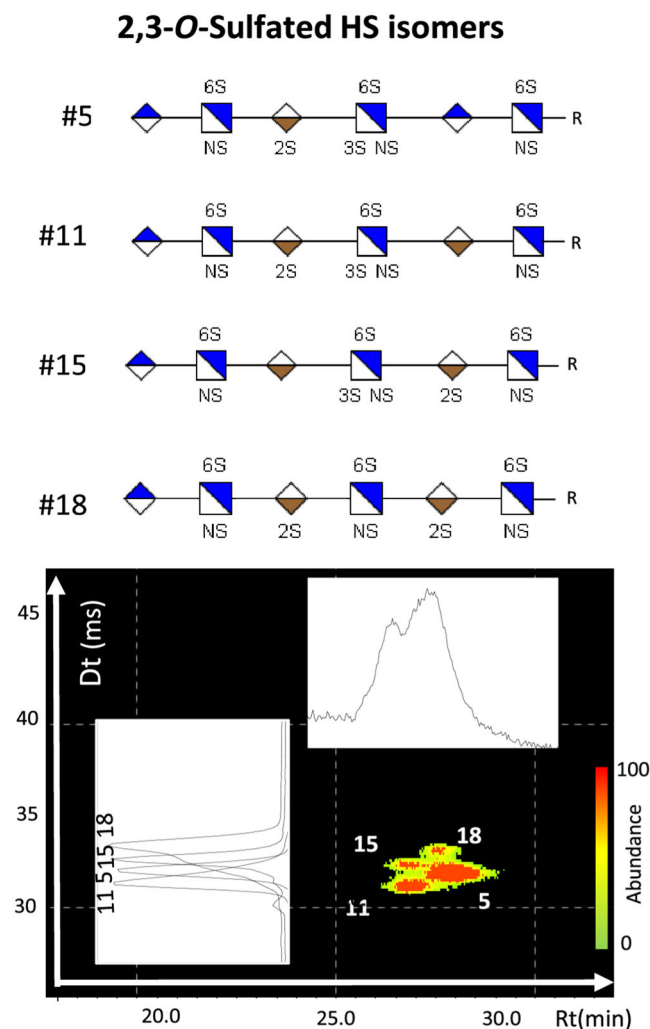 2,3-O-Sulfated HS isomers
6S 6S 6S
#5 R
NS 2S 3S NS NS
6S 6S 6S
#11 R
NS 2S 3S NS NS
6S 6S 6S
#15 R
NS 3S NS 2S NS
6S 6S 6S
#18 R
NS 2S NS 2S NS
45
Dt (ms)
40
35
30
11 5 15 18
15 18
11 5
100
Abundance
0
20.0 25.0 30.0 Rt(min)